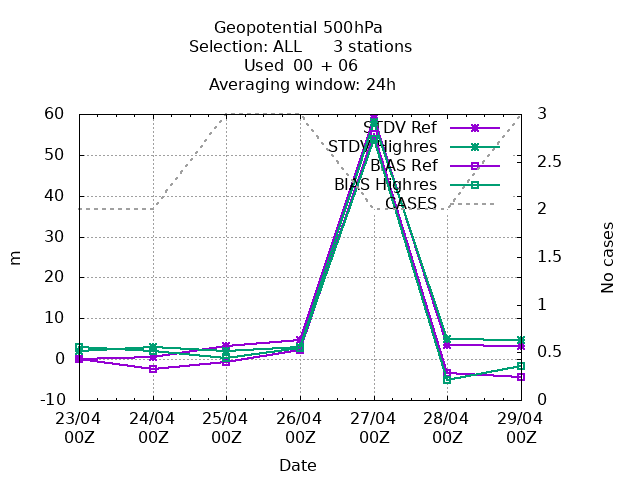 Geopotential 500hPa
Selection: ALL      3 stations
Used  00 + 06
Averaging window: 24h
STDV Ref
STDV Highres
BIAS Ref
BIAS Highres
CASES
60
50
40
30
20
10
0
-10
m
3
2.5
2
1.5
1
0.5
0
No cases
23/04 24/04 25/04 26/04 27/04 28/04 29/04
00Z 00Z 00Z 00Z 00Z 00Z 00Z
Date